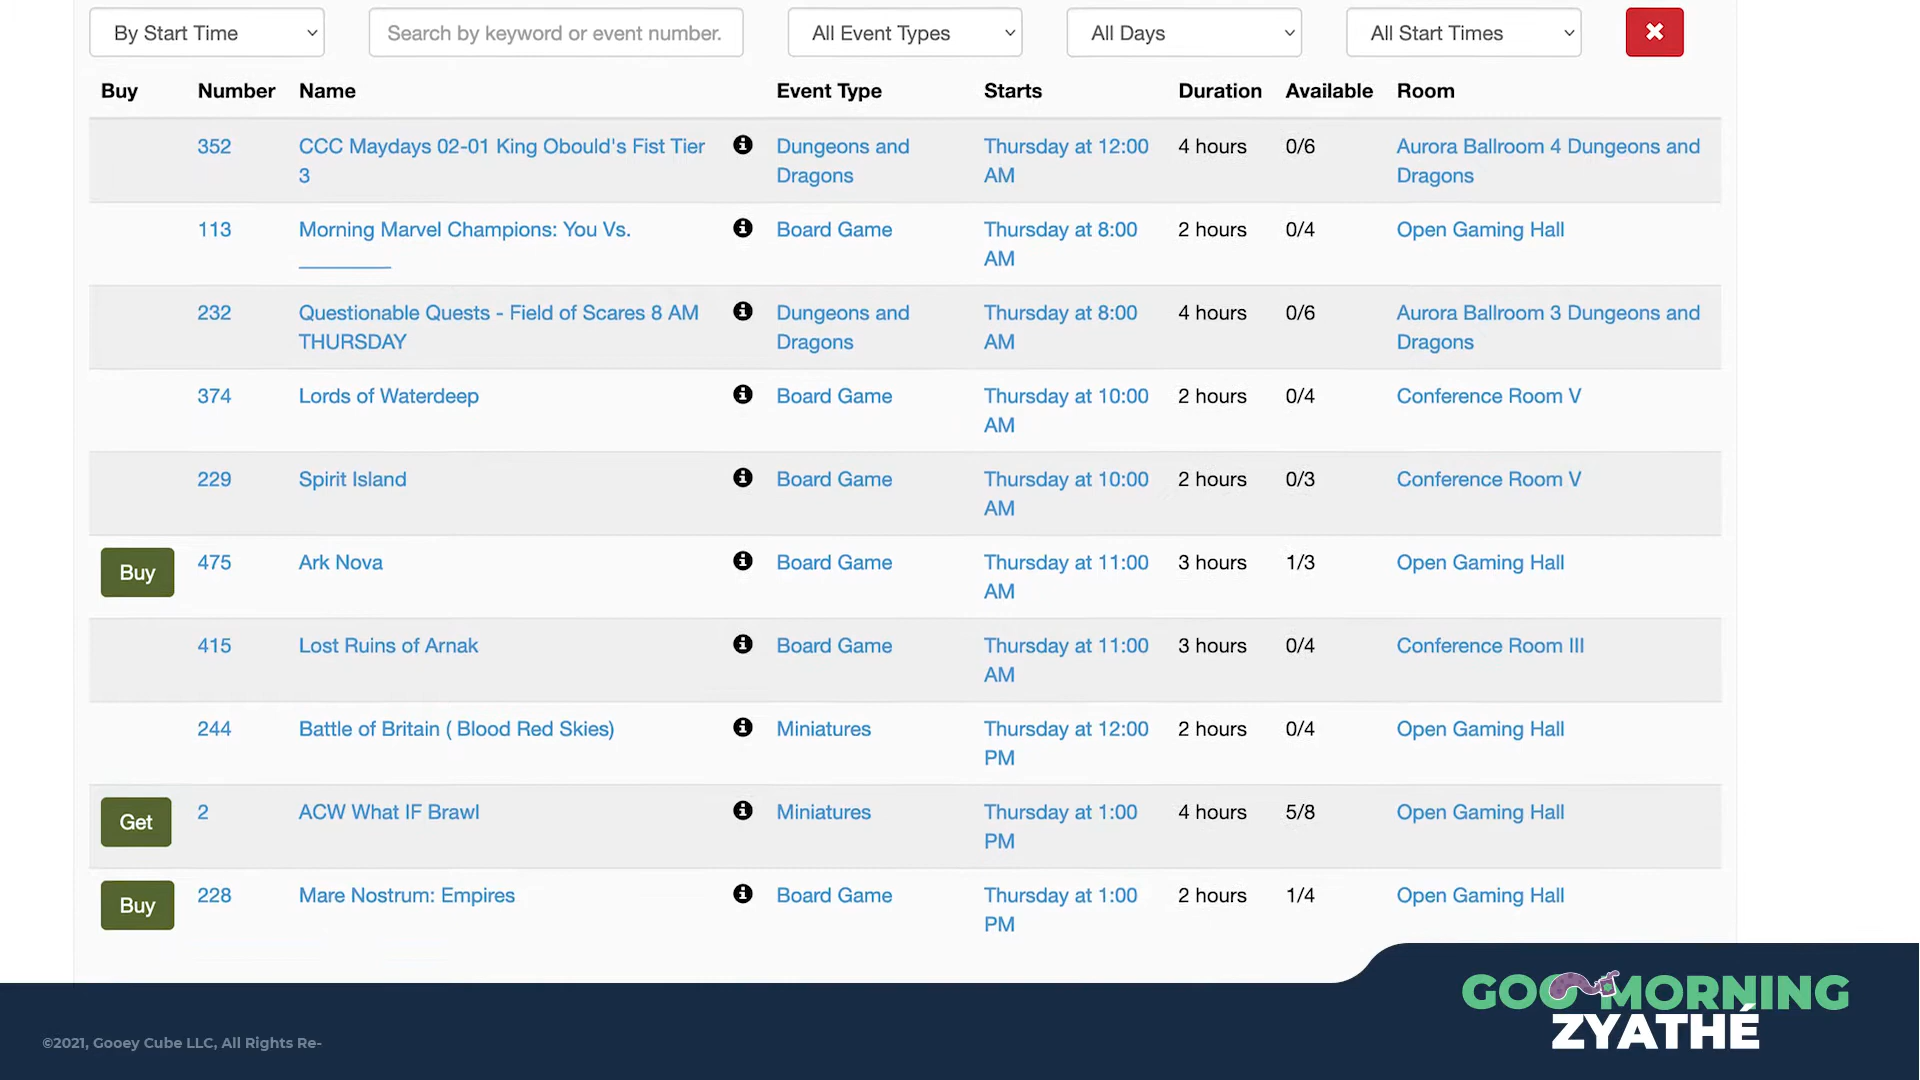 By Start Time Search by keyword or event number. All Event Types All Days All Start Times
Buy Number Name Event Type Starts Duration Available Room
352 CCC Maydays 02-01 King Obould's Fist Tier Dungeons and Thursday at 12:00 4 hours 0/6 Aurora Ballroom 4 Dungeons and
3 Dragons AM Dragons
113 Morning Marvel Champions: You Vs. Board Game Thursday at 8:00 2 hours 0/4 Open Gaming Hall
________ AM
232 Questionable Quests - Field of Scares 8 AM Dungeons and Thursday at 8:00 4 hours 0/6 Aurora Ballroom 3 Dungeons and
THURSDAY Dragons AM Dragons
374 Lords of Waterdeep Board Game Thursday at 10:00 2 hours 0/4 Conference Room V
AM
229 Spirit Island Board Game Thursday at 10:00 2 hours 0/3 Conference Room V
AM
Buy 475 Ark Nova Board Game Thursday at 11:00 3 hours 1/3 Open Gaming Hall
AM
415 Lost Ruins of Arnak Board Game Thursday at 11:00 3 hours 0/4 Conference Room III
AM
244 Battle of Britain ( Blood Red Skies) Miniatures Thursday at 12:00 2 hours 0/4 Open Gaming Hall
PM
Get 2 ACW What IF Brawl Miniatures Thursday at 1:00 4 hours 5/8 Open Gaming Hall
PM
Buy 228 Mare Nostrum: Empires Board Game Thursday at 1:00 2 hours 1/4 Open Gaming Hall
PM
GOO MORNING
ZYATHÉ
©2021, Gooey Cube LLC, All Rights Re-